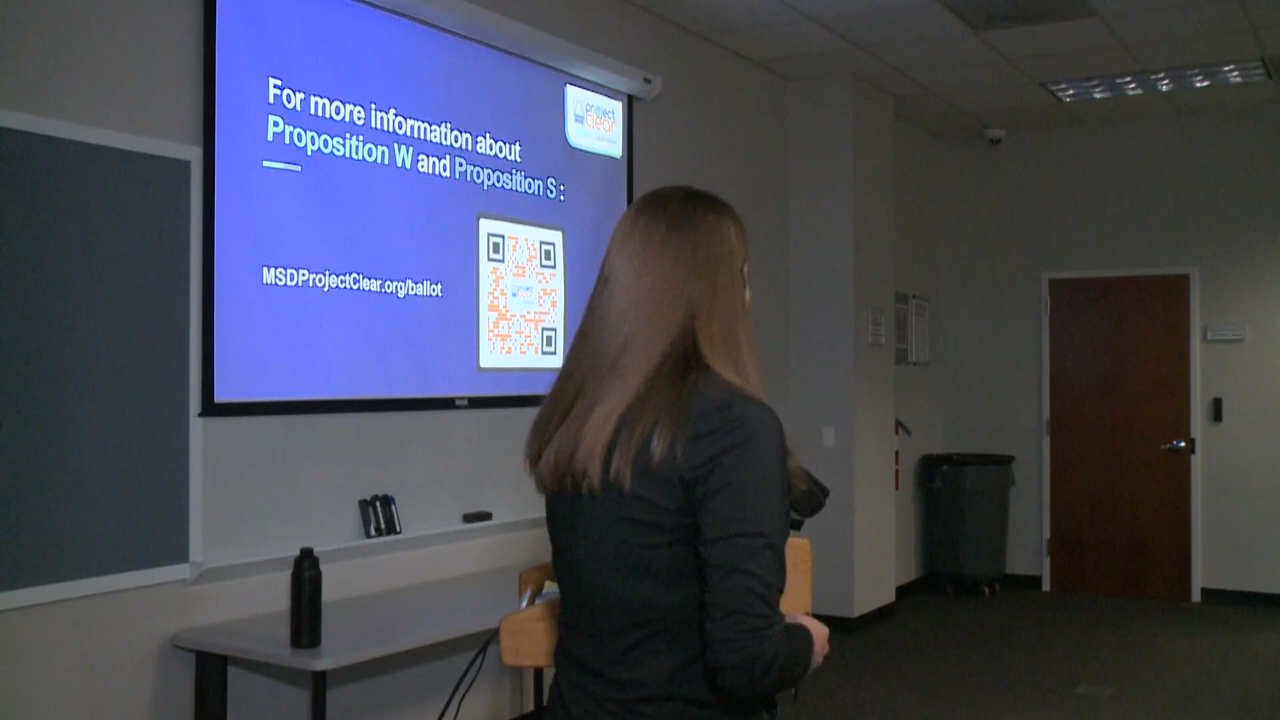 For more information about
Proposition W and Proposition S :
project
clear
MSDProjectClear.org/ballot